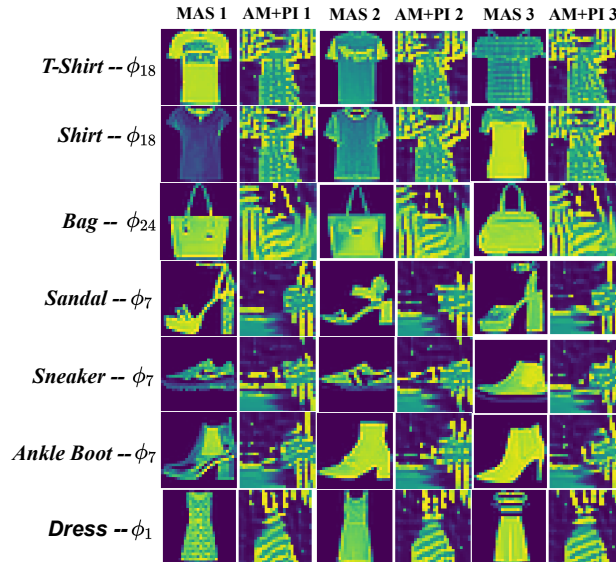 MAS 1 AM+PI 1 MAS 2 AM+PI 2 MAS 3 AM+PI 3
T-Shirt -- ϕ18
Shirt -- ϕ18
Bag -- ϕ24
Sandal -- ϕ7
Sneaker -- ϕ7
Ankle Boot -- ϕ7
Dress -- ϕ1